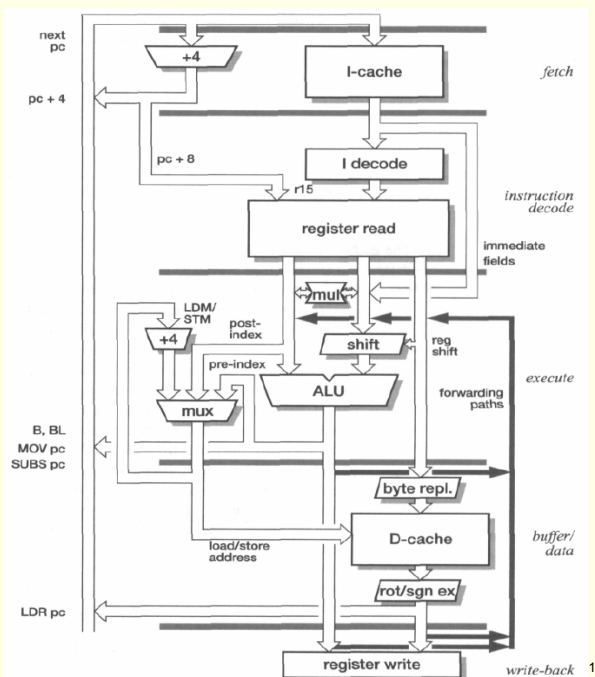 next
pc
+4
I-cache
fetch
pc + 4
pc + 8
I decode
r15
instruction
decode
register read
immediate
fields
mul
LDM/
STM
post-
index
+4
shift
reg
shift
pre-index
ALU
forwarding
paths
execute
mux
B, BL
MOV pc
SUBS pc
byte repl.
D-cache
buffer/
data
load/store
address
rot/sgn ex
LDR pc
register write
write-back
1